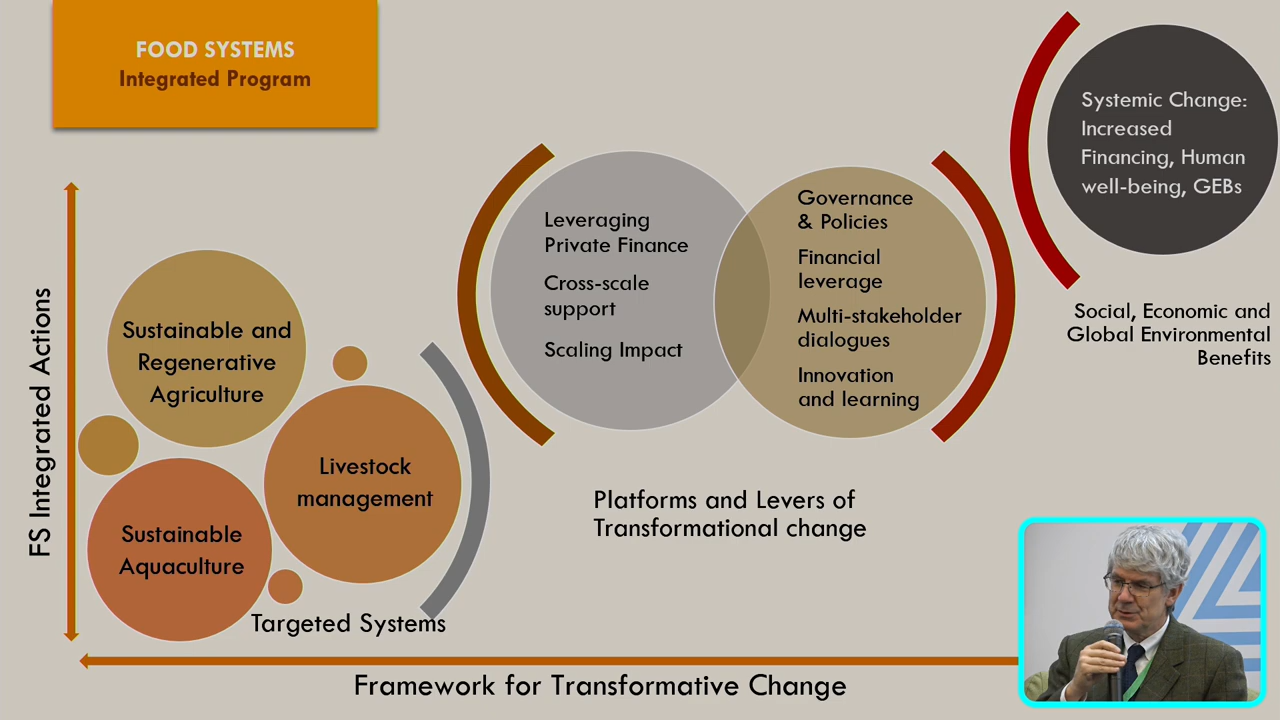 FOOD SYSTEMS
Integrated Program
Systemic Change:
Increased
Financing, Human
well-being, GEBs
Social, Economic and
Global Environmental
Benefits
Leveraging
Private Finance
Cross-scale
support
Scaling Impact
Governance
& Policies
Financial
leverage
Multi-stakeholder
dialogues
Innovation
and learning
Platforms and Levers of
Transformational change
FS Integrated Actions
Sustainable and
Regenerative
Agriculture
Livestock
management
Sustainable
Aquaculture
Targeted Systems
Framework for Transformative Change